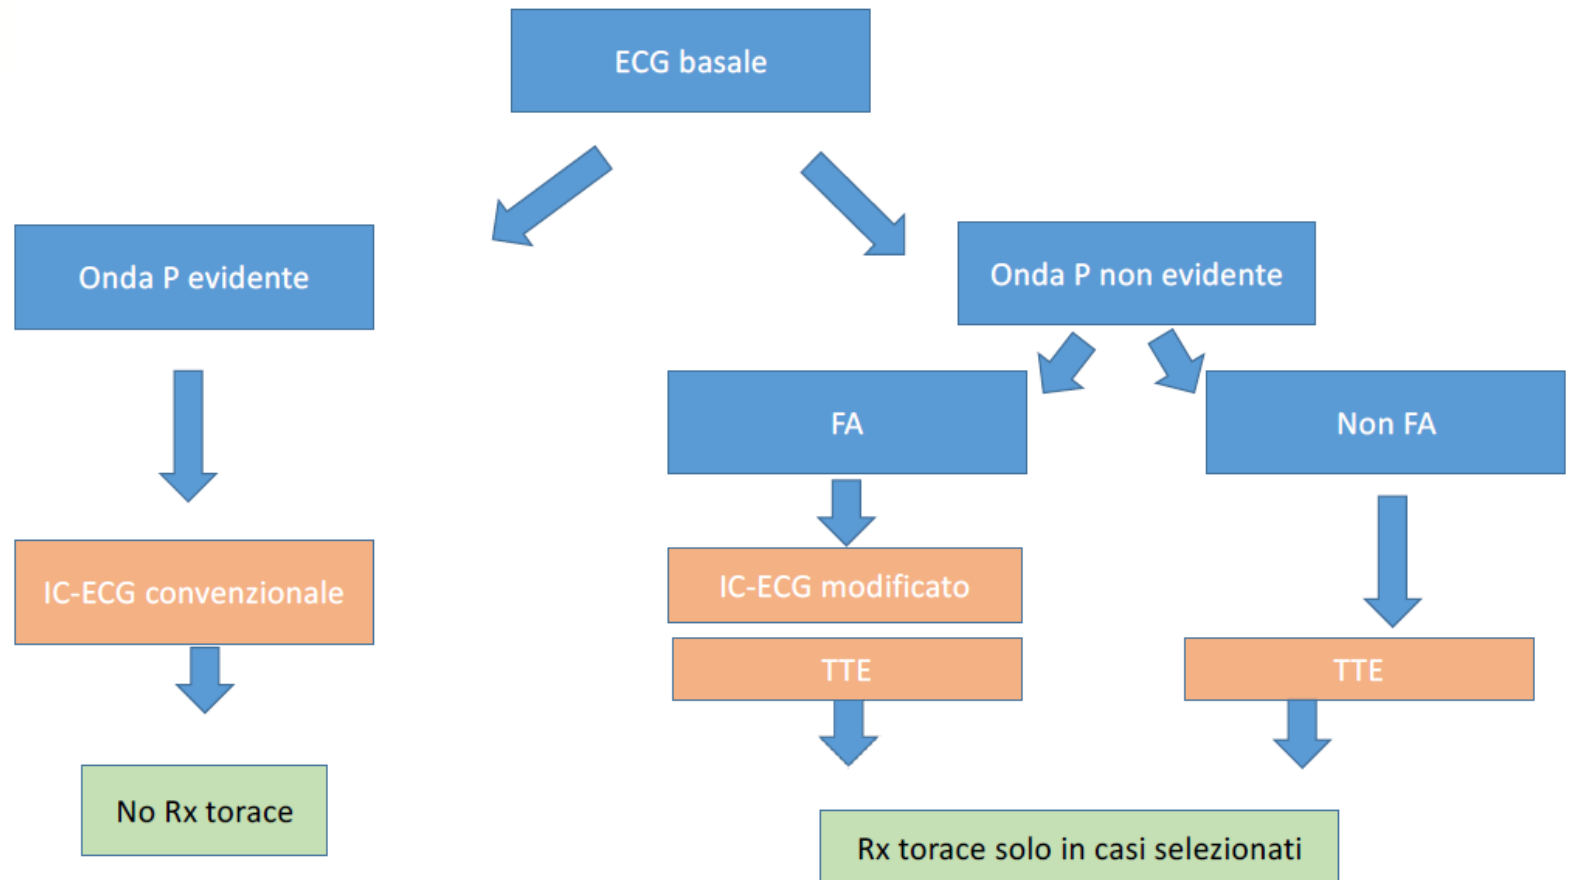 ECG basale
Onda P evidente
Onda P non evidente
FA
Non FA
IC-ECG convenzionale
IC-ECG modificato
TTE
TTE
No Rx torace
Rx torace solo in casi selezionati